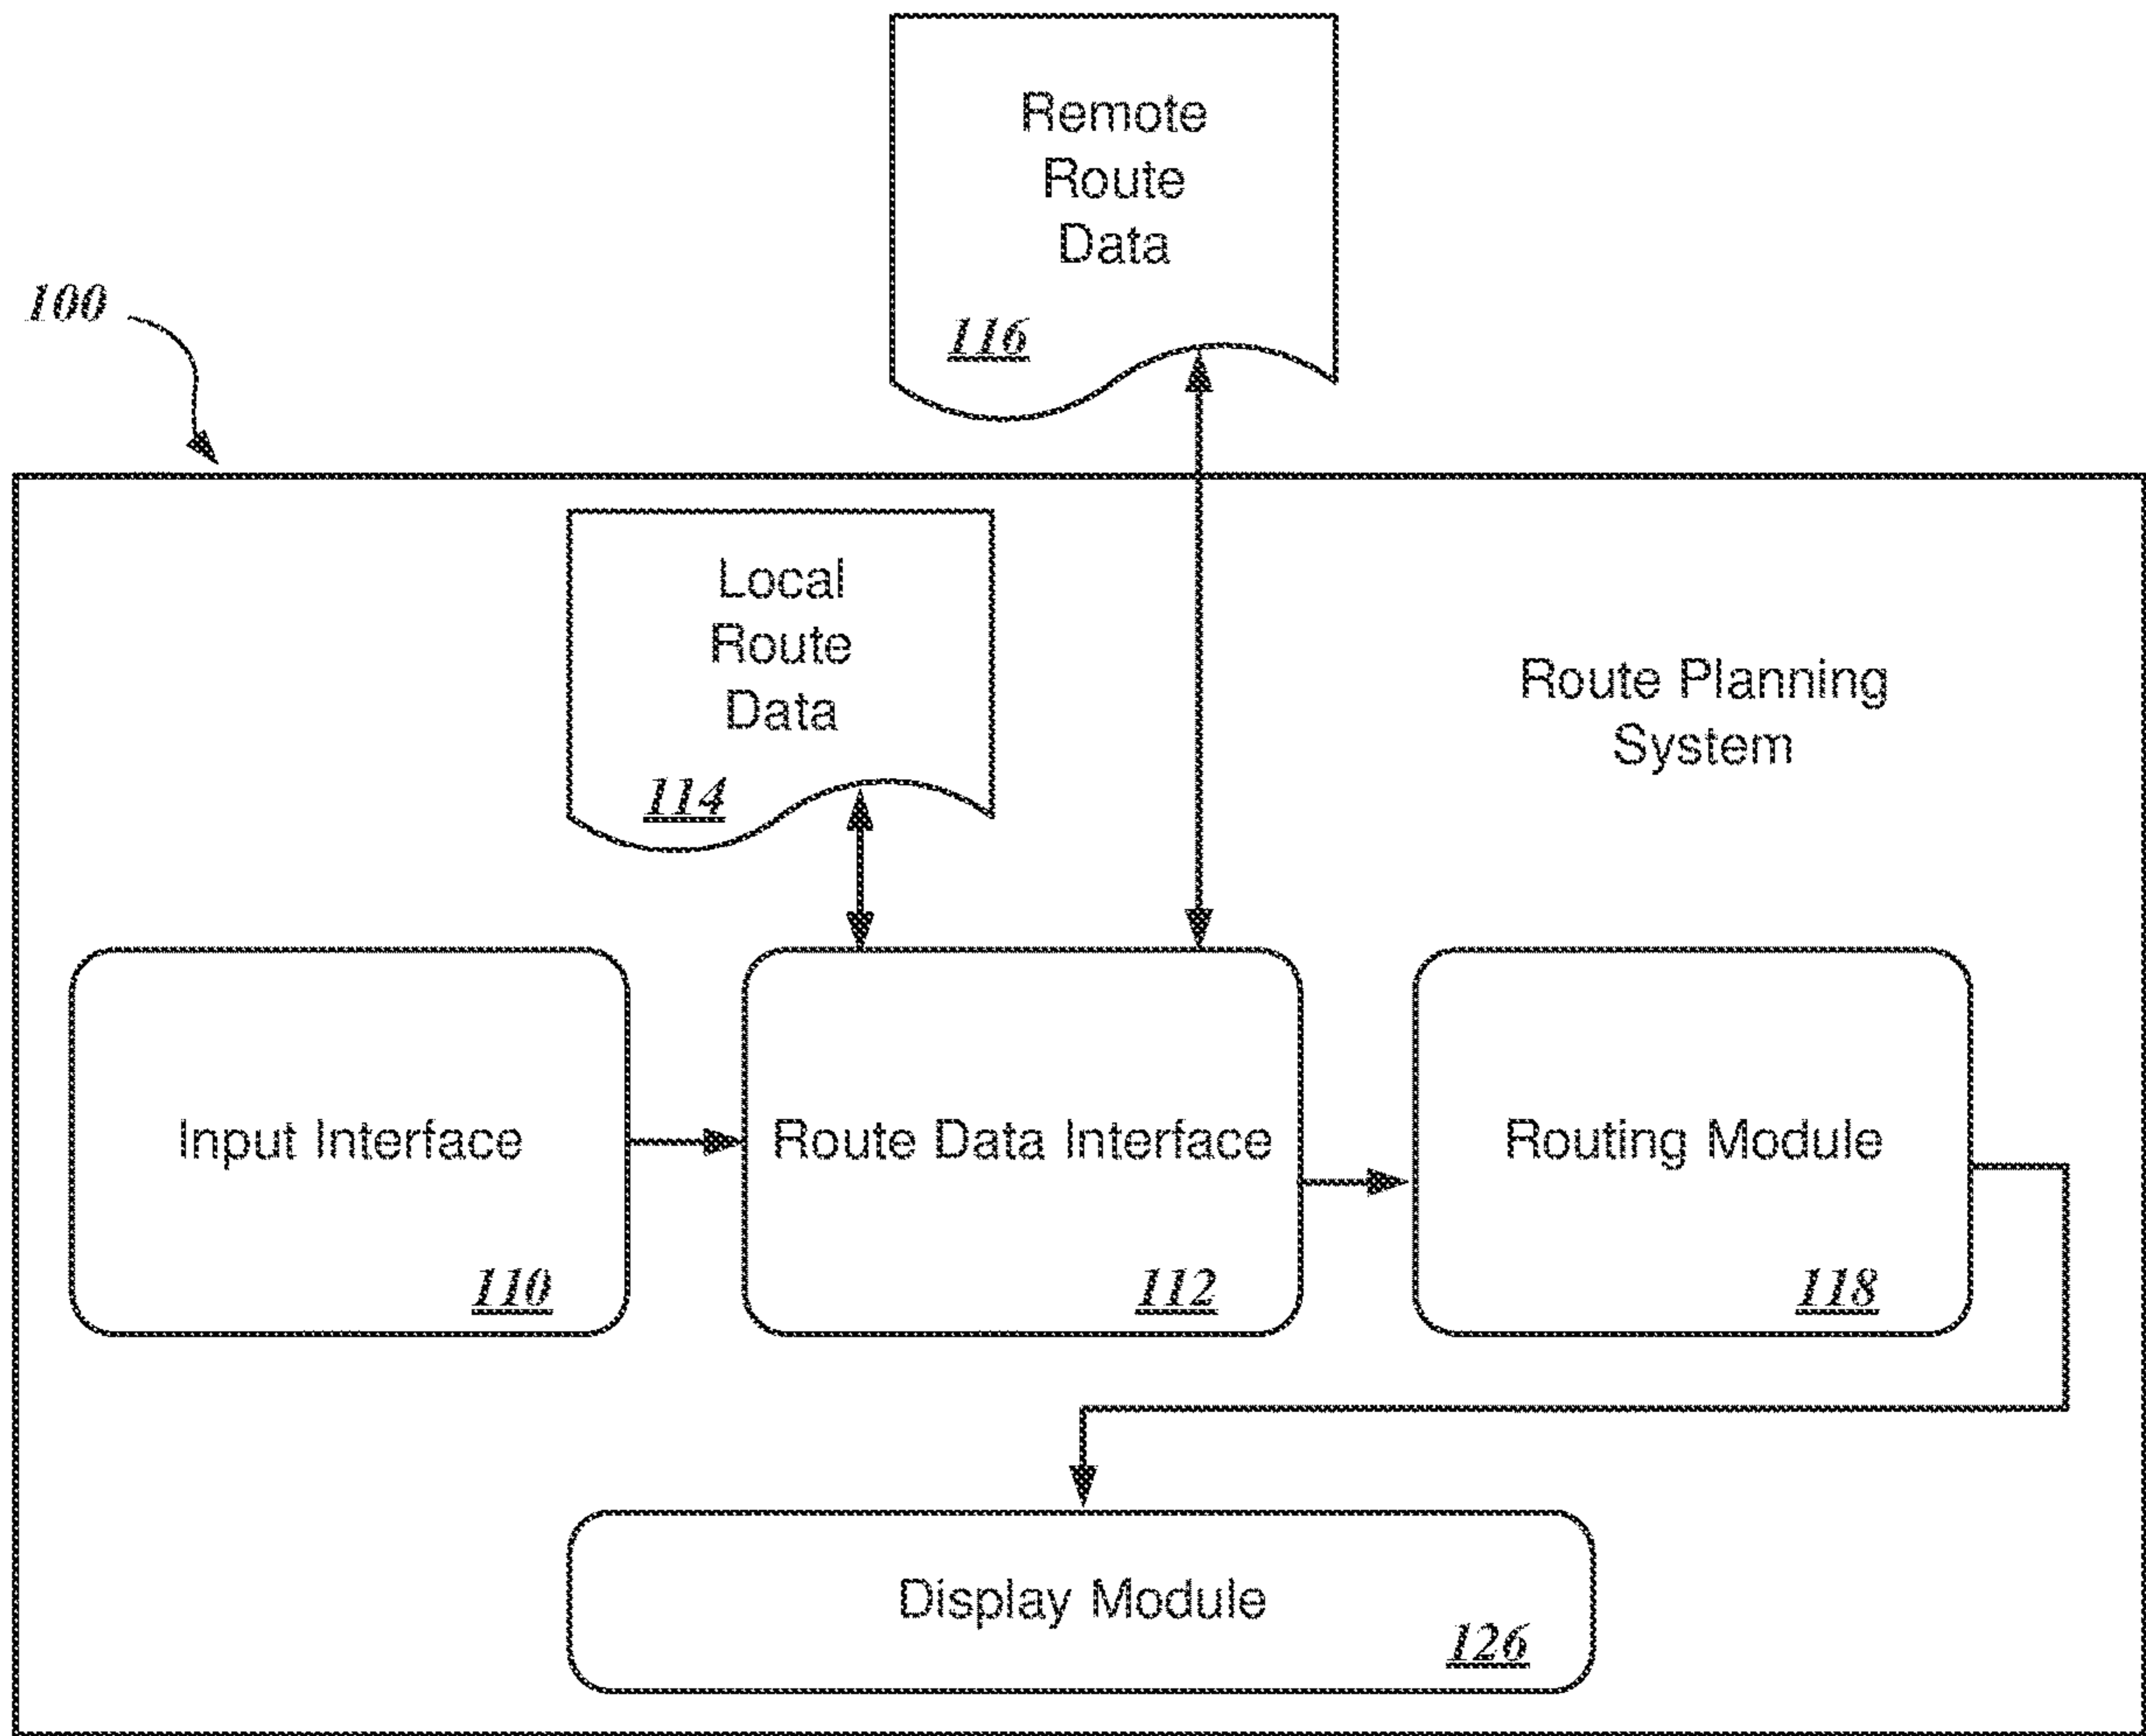 Remote
Route
Data
116
100
Local
Route
Data
114
Route Planning
System
Input Interface
110
Route Data Interface
112
Routing Module
118
Display Module
126